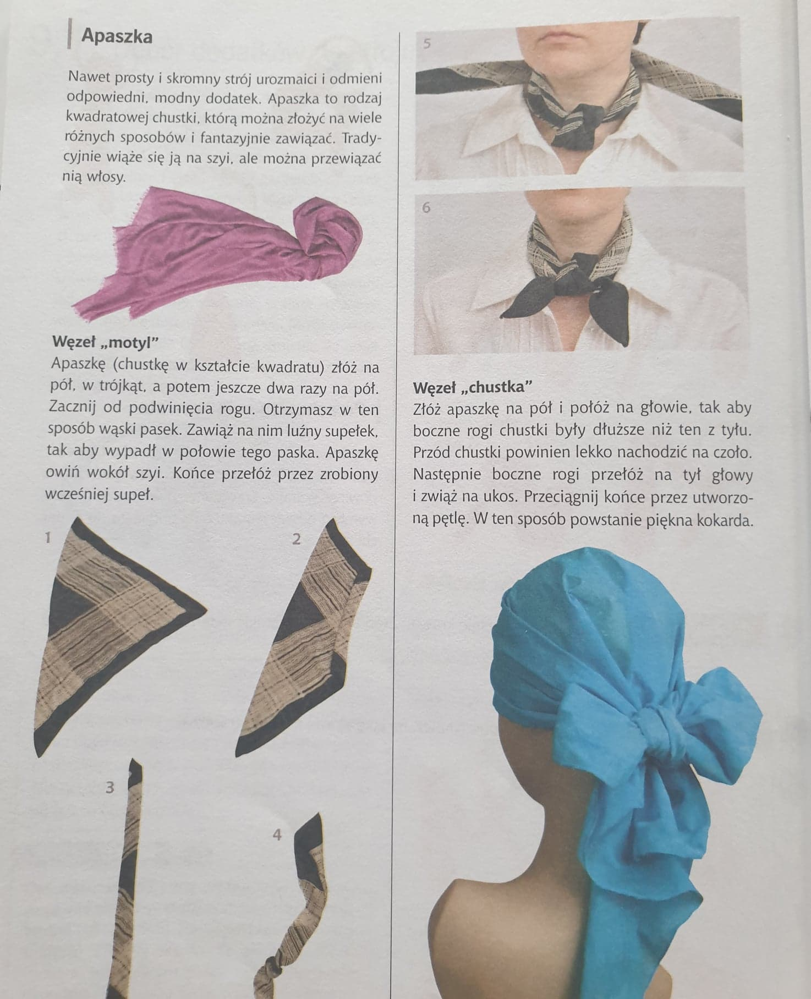 Apaszka
Nawet prosty i skromny strój urozmaici i odmieni
odpowiedni, modny dodatek. Apaszka to rodzaj
kwadratowej chustki, którą można złożyć na wiele
różnych sposobów i fantazyjnie zawiązać. Trady-
cyjnie wiąże się ją na szyi, ale można przewiązać
nią włosy.
Węzeł „motyl”
Apaszkę (chustkę w kształcie kwadratu) złóż na
pół, w trójkąt, a potem jeszcze dwa razy na pół.
Zacznij od podwinięcia rogu. Otrzymasz w ten
sposób wąski pasek. Zawiąż na nim luźny supełek,
tak aby wypadł w połowie tego paska. Apaszkę
owiń wokół szyi. Końce przełóż przez zrobiony
wcześniej supeł.
1
2
3
4
5
6
Węzeł „chustka”
Złóż apaszkę na pół i połóż na głowie, tak aby
boczne rogi chustki były dłuższe niż ten z tyłu.
Przód chustki powinien lekko nachodzić na czoło.
Następnie boczne rogi przełóż na tył głowy
i zwiąż na ukos. Przeciągnij końce przez utworzo-
ną pętlę. W ten sposób powstanie piękna kokarda.